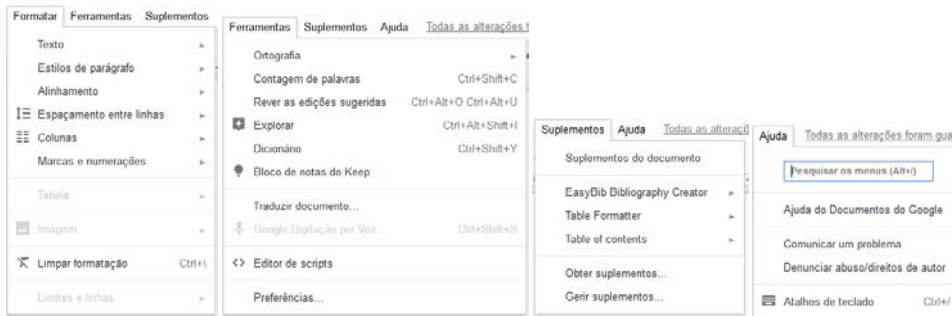 Formatar Ferramentas Suplementos
Texto
Estilos de parágrafo
Alinhamento
Espaçamento entre linhas
Colunas
Marcas e numerações
Tabela
Imagem
Limpar formatação Ctrl+\
Limites e linhas
Ferramentas Suplementos Ajuda Todas as alterações
Ortografia
Contagem de palavras Ctrl+Shift+C
Rever as edições sugeridas Ctrl+Alt+O Ctrl+Alt+U
Explorar Ctrl+Alt+Shift+I
Dicionário Ctrl+Shift+Y
Bloco de notas do Keep
Traduzir documento...
Google Digitação por Voz Ctrl+Shift+S
<> Editor de scripts
Preferências...
Suplementos Ajuda Todas as alteraçõ
Suplementos do documento
EasyBib Bibliography Creator
Table Formatter
Table of contents
Obter suplementos...
Gerir suplementos...
Ajuda Todas as alterações foram gua
Pesquisar os menus (Alt+/)
Ajuda do Documentos do Google
Comunicar um problema
Denunciar abuso/direitos de autor
Atalhos de teclado Ctrl+/